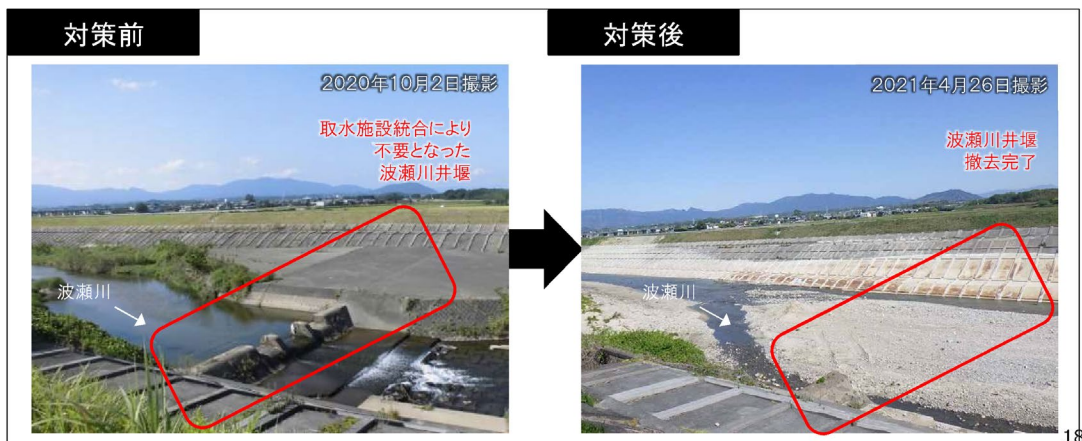 対策前
2020年10月2日撮影
取水施設統合により
不要となった
波瀬川井堰
波瀬川
対策後
2021年4月26日撮影
波瀬川井堰
撤去完了
波瀬川
18